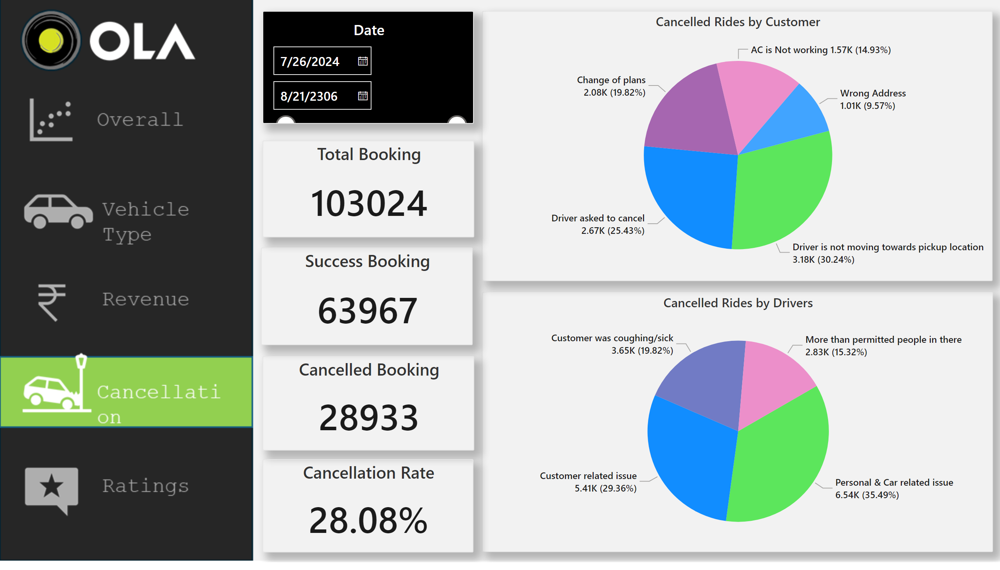 OLA
Overall
Vehicle
Type
Revenue
Cancellati
on
Ratings
Date
7/26/2024
8/21/2306
Total Booking
103024
Success Booking
63967
Cancelled Booking
28933
Cancellation Rate
28.08%
Cancelled Rides by Customer
AC is Not working 1.57K (14.93%)
Change of plans
2.08K (19.82%)
Wrong Address
1.01K (9.57%)
Driver asked to cancel
2.67K (25.43%)
Driver is not moving towards pickup location
3.18K (30.24%)
Cancelled Rides by Drivers
Customer was coughing/sick
3.65K (19.82%)
More than permitted people in there
2.83K (15.32%)
Customer related issue
5.41K (29.36%)
Personal & Car related issue
6.54K (35.49%)